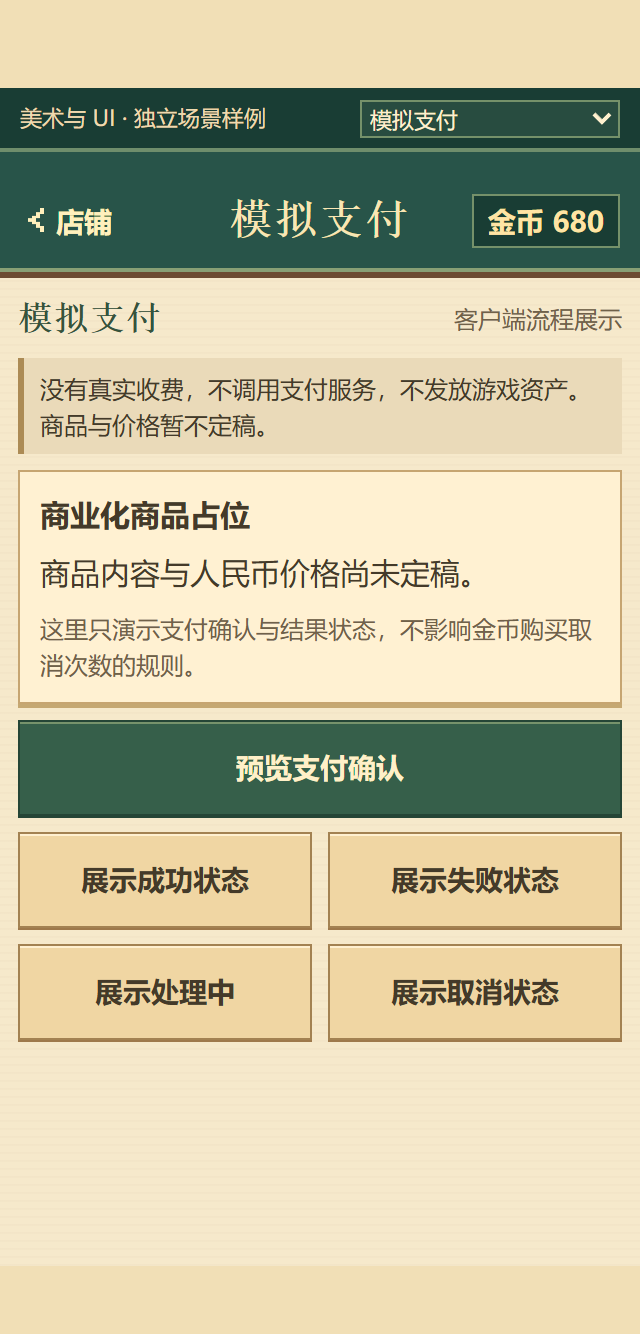 美术与 UI · 独立场景样例
模拟支付
店铺
模拟支付
金币 680
模拟支付
客户端流程展示
没有真实收费，不调用支付服务，不发放游戏资产。
商品与价格暂不定稿。
商业化商品占位
商品内容与人民币价格尚未定稿。
这里只演示支付确认与结果状态，不影响金币购买取
消次数的规则。
预览支付确认
展示成功状态
展示失败状态
展示处理中
展示取消状态